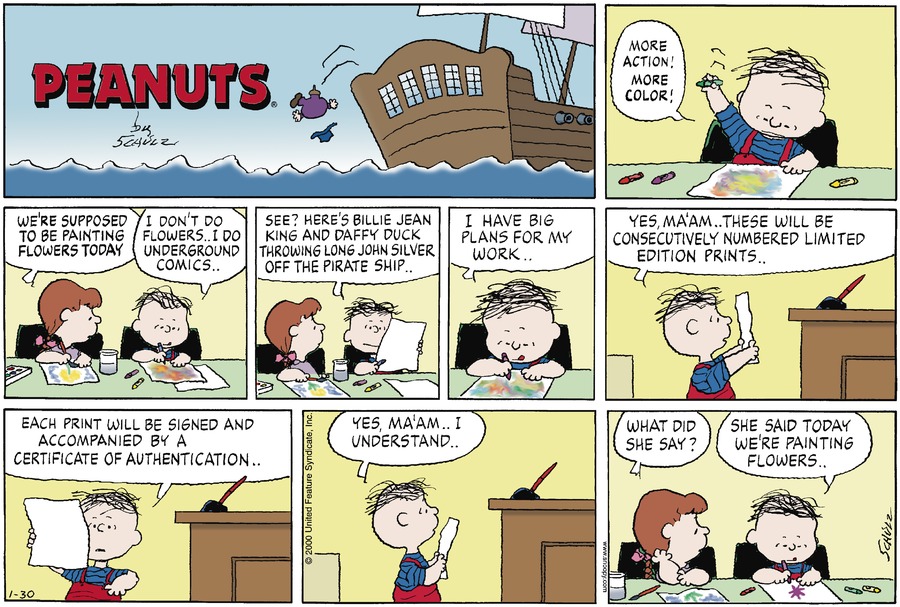 PEANUTS®
by
SCHULZ
MORE
ACTION!
MORE
COLOR!
WE'RE SUPPOSED
TO BE PAINTING
FLOWERS TODAY
I DON'T DO
FLOWERS..I DO
UNDERGROUND
COMICS..
SEE? HERE'S BILLIE JEAN
KING AND DAFFY DUCK
THROWING LONG JOHN SILVER
OFF THE PIRATE SHIP..
I HAVE BIG
PLANS FOR MY
WORK..
YES, MA'AM..THESE WILL BE
CONSECUTIVELY NUMBERED LIMITED
EDITION PRINTS..
EACH PRINT WILL BE SIGNED AND
ACCOMPANIED BY A
CERTIFICATE OF AUTHENTICATION..
1-30
© 2000 United Feature Syndicate, Inc.
YES, MA'AM.. I
UNDERSTAND..
www.snoopy.com
WHAT DID
SHE SAY?
SHE SAID TODAY
WE'RE PAINTING
FLOWERS..
SCHULZ